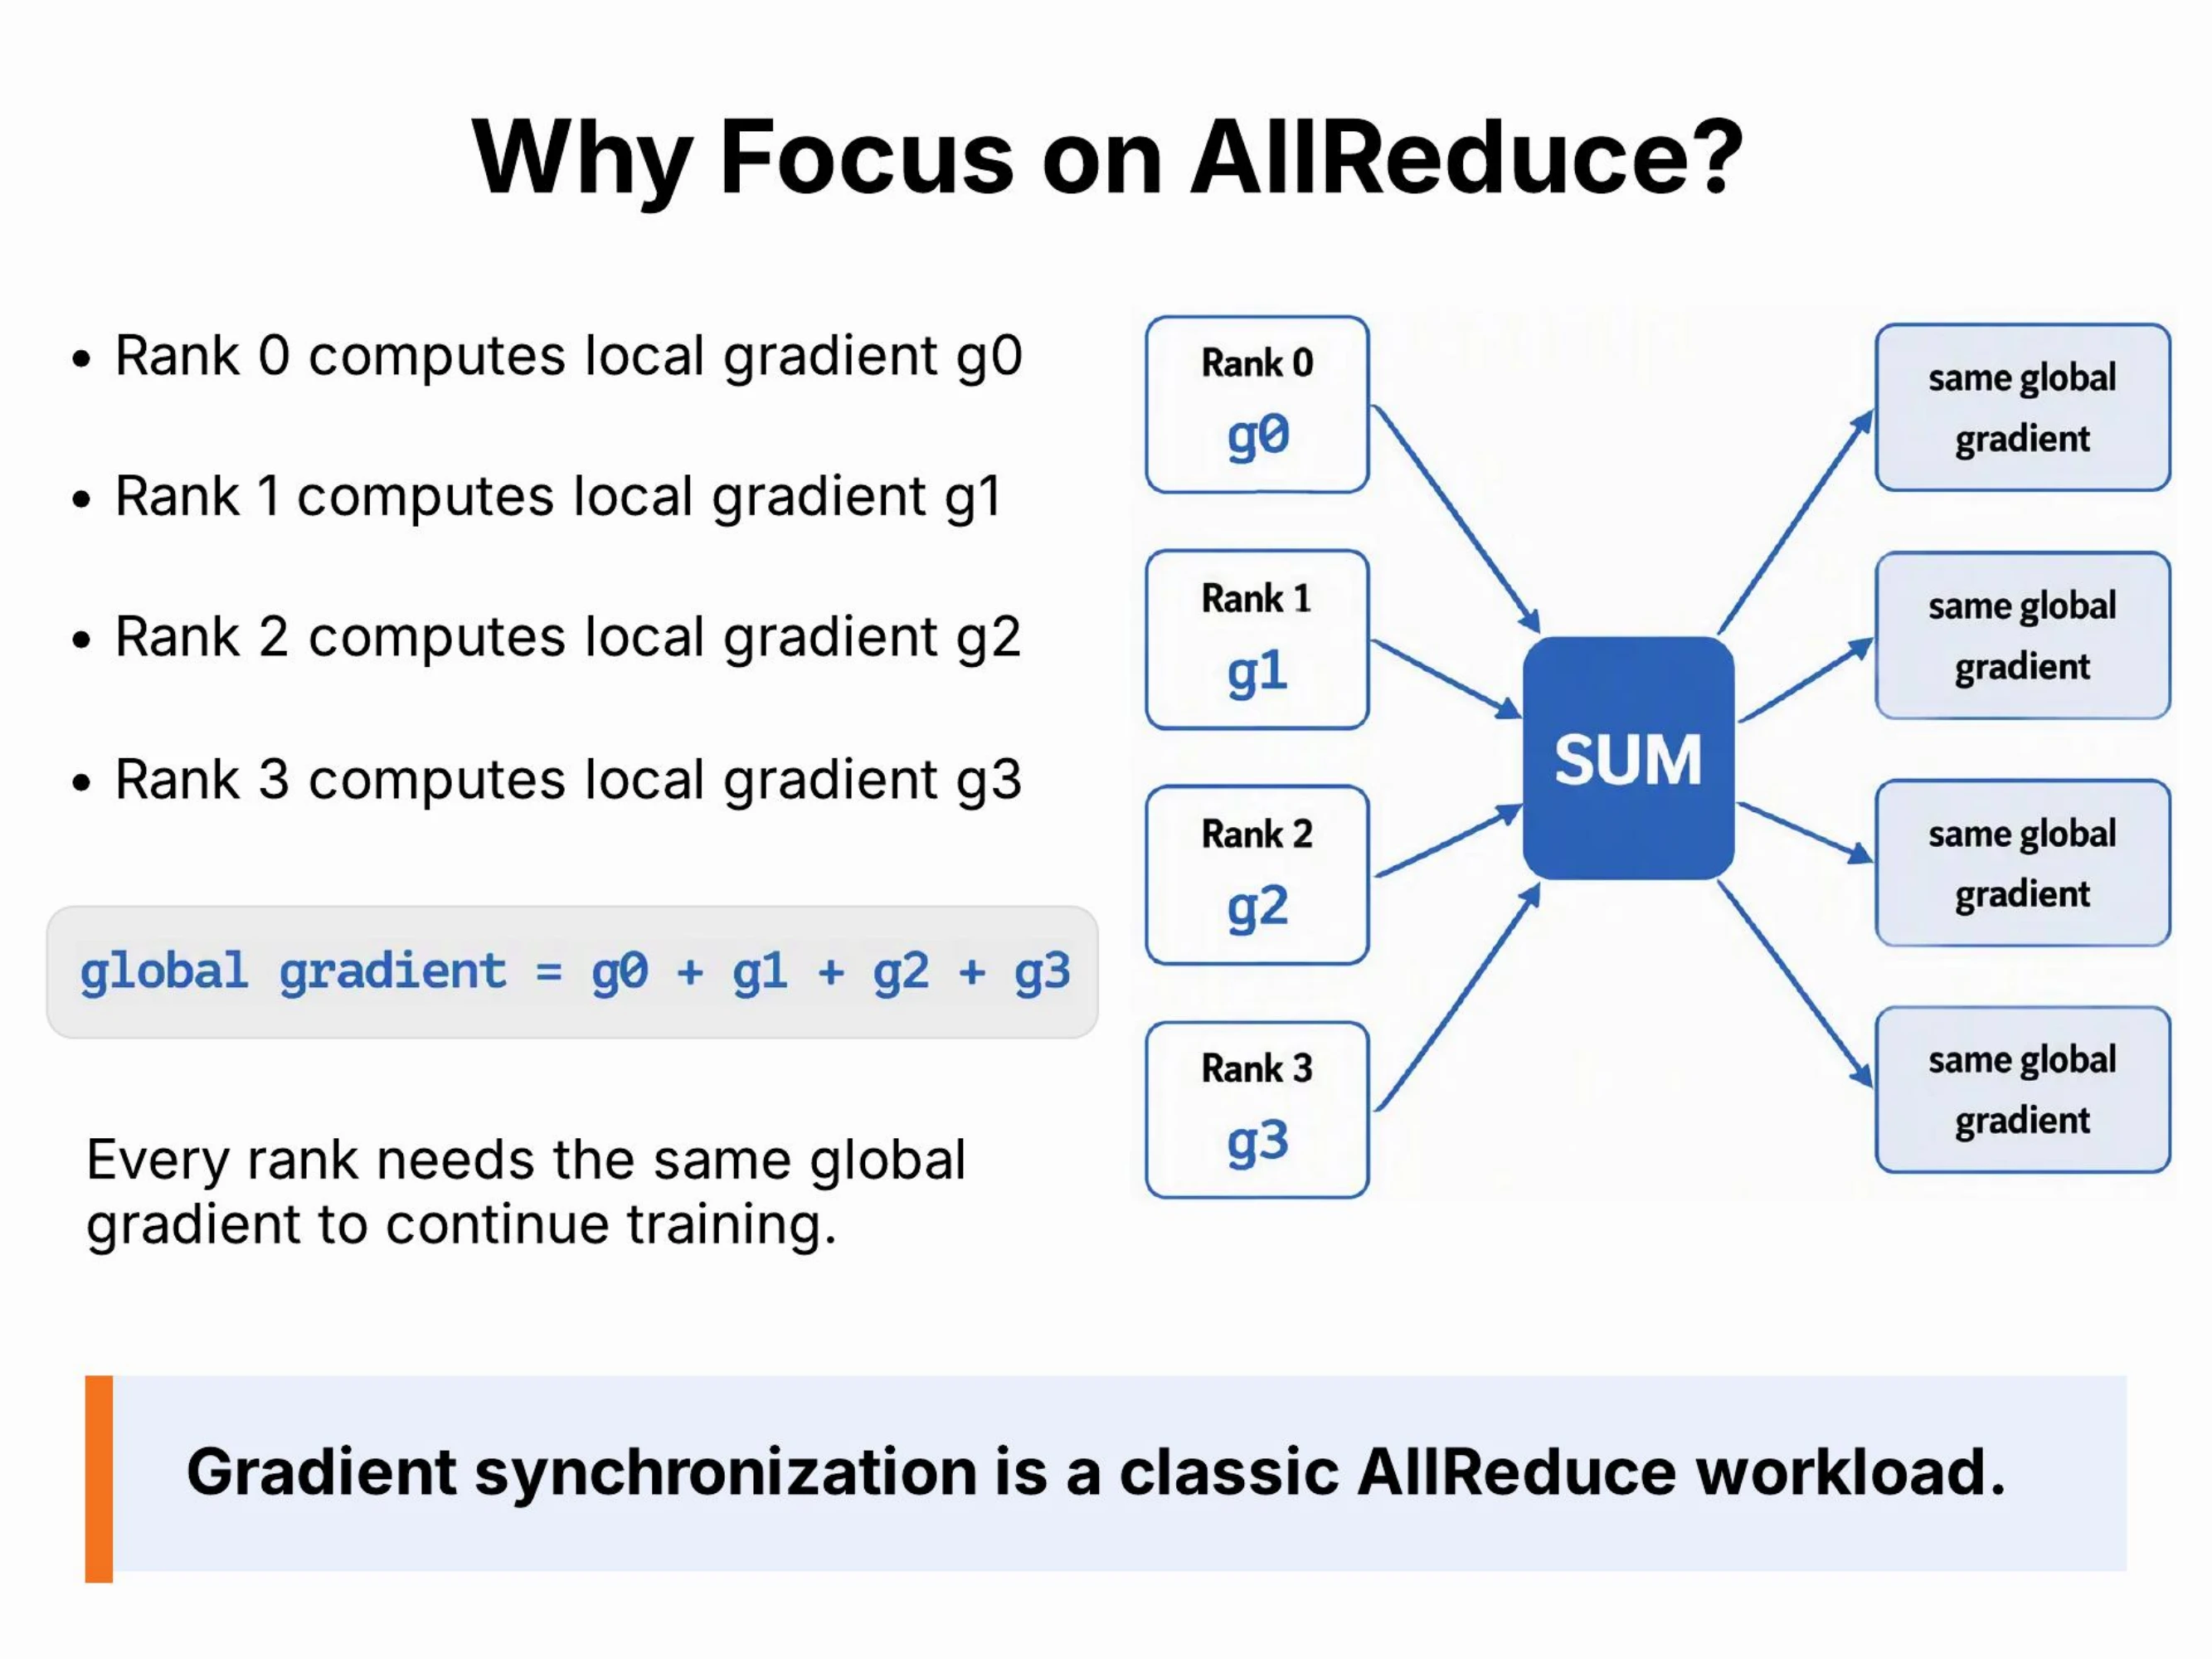 Why Focus on AllReduce?
• Rank 0 computes local gradient g0
• Rank 1 computes local gradient g1
• Rank 2 computes local gradient g2
• Rank 3 computes local gradient g3
global gradient = g0 + g1 + g2 + g3
Every rank needs the same global
gradient to continue training.
Rank 0
g0
Rank 1
g1
Rank 2
g2
Rank 3
g3
SUM
same global
gradient
same global
gradient
same global
gradient
same global
gradient
Gradient synchronization is a classic AllReduce workload.